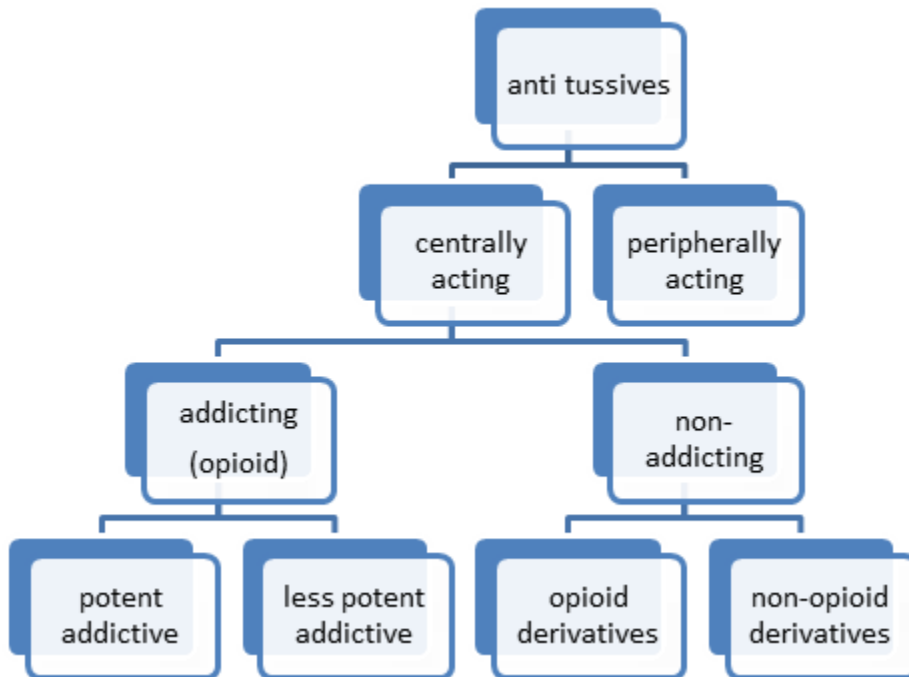 anti tussives
centrally
acting
peripherally
acting
addicting
(opioid)
non-
addicting
potent
addictive
less potent
addictive
opioid
derivatives
non-opioid
derivatives